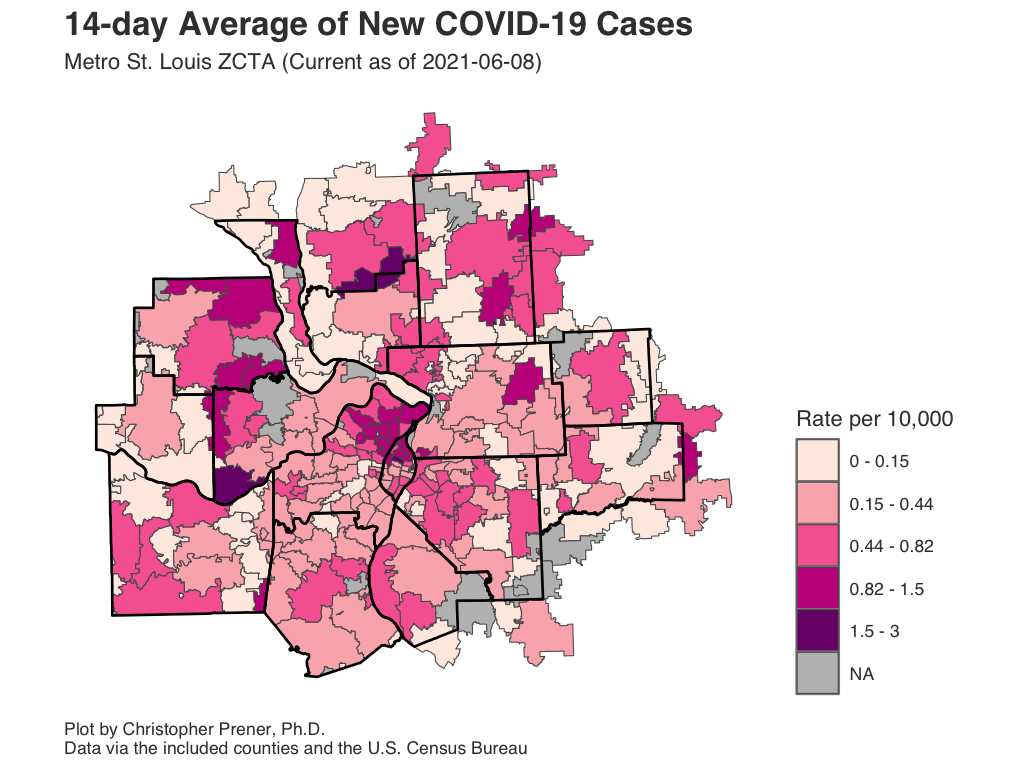 14-day Average of New COVID-19 Cases
Metro St. Louis ZCTA (Current as of 2021-06-08)
Rate per 10,000
0 - 0.15
0.15 - 0.44
0.44 - 0.82
0.82 - 1.5
1.5 - 3
NA
Plot by Christopher Prener, Ph.D.
Data via the included counties and the U.S. Census Bureau